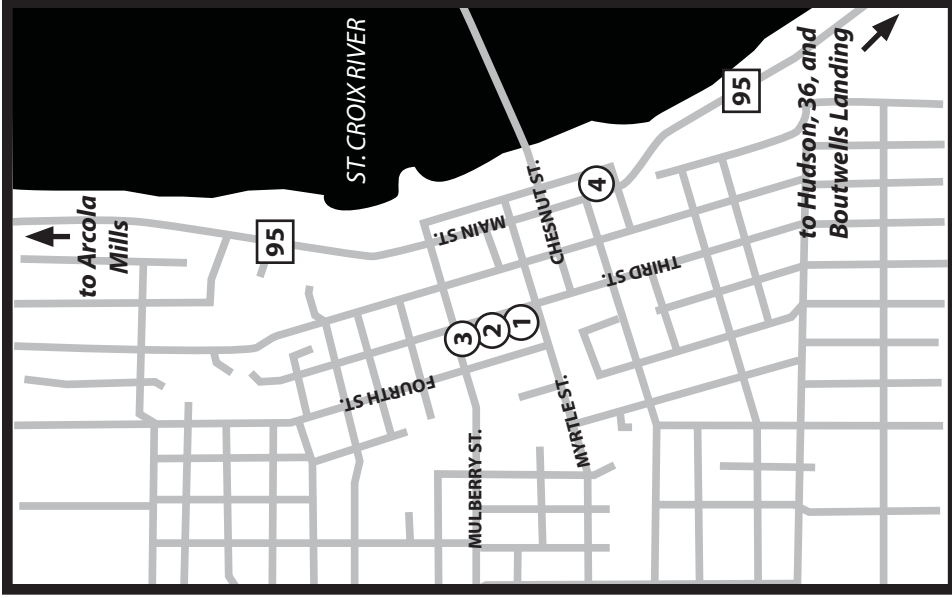 ST. CROIX RIVER
to Arcola
Mills
95
95
to Hudson, 36, and
Boutwells Landing
MAIN ST.
CHESNUT ST.
4
THIRD ST.
3
2
1
FOURTH ST.
MYRTLE ST.
MULBERRY ST.